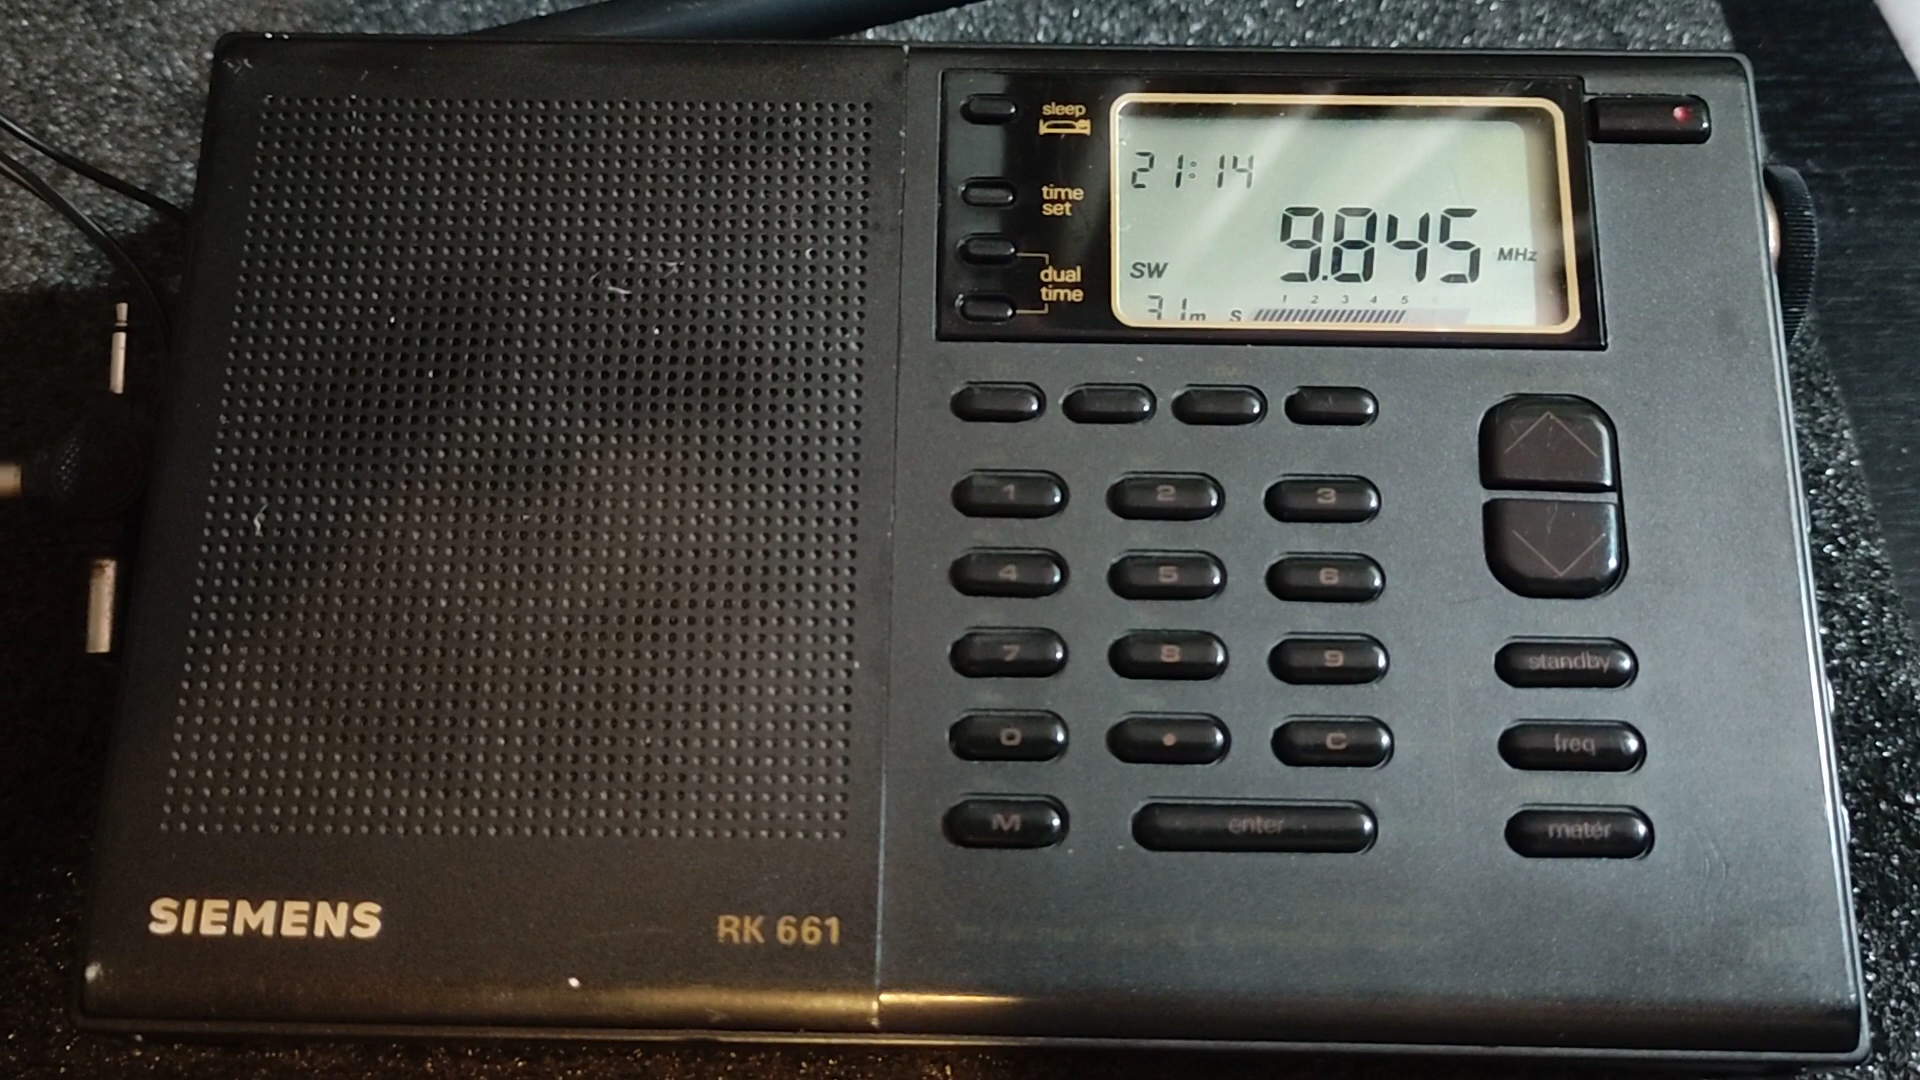 sleep
time
set
dual
time
21:14
9.845 MHz
SW
1 2 3 4 5
31m S
1 2 3
4 5 6
7 8 9
0 • C
M enter
standby
freq
meter
SIEMENS
RK 661